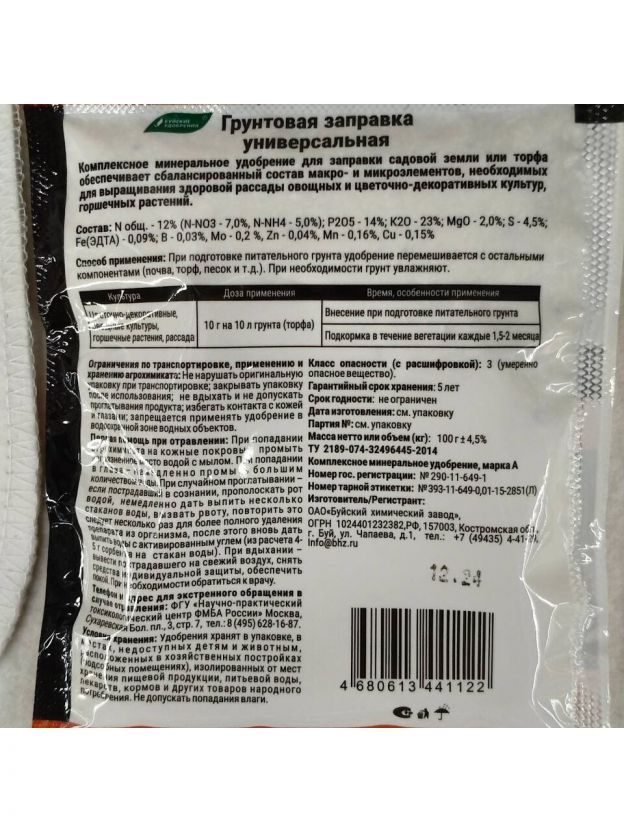 БУЙСКИЕ
УДОБРЕНИЯ
Грунтовая заправка
универсальная
Комплексное минеральное удобрение для заправки садовой земли или торфа
обеспечивает сбалансированный состав макро- и микроэлементов, необходимых
для выращивания здоровой рассады овощных и цветочно-декоративных культур,
горшечных растений.
Состав: N общ. - 12% (N-NO3 - 7,0%, N-NH4 - 5,0%); P2O5 - 14%; K2O - 23%; MgO - 2,0%; S - 4,5%;
Fe(ЭДТА) - 0,09%; B - 0,03%, Mo - 0,2 %, Zn - 0,04%, Mn - 0,16%, Cu - 0,15%
Способ применения: При подготовке питательного грунта удобрение перемешивается с остальными
компонентами (почва, торф, песок и т.д.). При необходимости грунт увлажняют.
Культура Доза применения Время, особенности применения
Цветочно-декоративные,
овощные культуры,
горшечные растения, рассада
10 г на 10 л грунта (торфа)
Внесение при подготовке питательного грунта
Подкормка в течение вегетации каждые 1,5-2 месяца
Ограничения по транспортировке, применению и
хранению агрохимиката: Не нарушать оригинальную
упаковку при транспортировке; закрывать упаковку
после использования; не вдыхать и не допускать
проглатывания продукта; избегать контакта с кожей
и глазами; запрещается применять удобрение в
водоохранной зоне водных объектов.
Первая помощь при отравлении: При попадании
агрохимиката на кожные покровы - промыть
загрязненное место водой с мылом. При попадании
в глаза - немедленно промыть большим
количеством воды. При случайном проглатывании –
если пострадавший в сознании, прополоскать рот
водой, немедленно дать выпить несколько
стаканов воды, вызвать рвоту, повторить это
следует несколько раз для более полного удаления
препарата из организма, после этого вновь дать
выпить воды с активированным углем (из расчета 4-
5 г сорбента на стакан воды). При вдыхании –
вывести пострадавшего на свежий воздух, снять
средства индивидуальной защиты, обеспечить
покой. При необходимости обратиться к врачу.
Телефон и адрес для экстренного обращения в
случае отравления: ФГУ «Научно-практический
токсикологический центр ФМБА России» Москва,
Сухаревская Бол. пл., 3, стр. 7, тел.: 8 (495) 628-16-87.
Условия хранения: Удобрения хранят в упаковке, в
местах, недоступных детям и животным,
расположенных в хозяйственных постройках
(подсобных помещениях), изолированных от мест
хранения пищевой продукции, питьевой воды,
лекарств, кормов и других товаров народного
потребления. Не допускать попадания влаги.
Класс опасности (с расшифровкой): 3 (умеренно
опасное вещество).
Гарантийный срок хранения: 5 лет
Срок годности: не ограничен
Дата изготовления: см. упаковку
Партия №: см. упаковку
Масса нетто или объем (кг): 100 г ± 4,5%
ТУ 2189-074-32496445-2014
Комплексное минеральное удобрение, марка А
Номер гос. регистрации: № 290-11-649-1
Номер тарной этикетки: №393-11-649-0,01-15-2851(Л)
Изготовитель/Регистрант:
ОАО«Буйский химический завод»,
ОГРН 1024401232382,РФ, 157003, Костромская обл.,
г. Буй, ул. Чапаева, д.1, тел.: +7 (49435) 4-41-
Info@bhz.ru
12.24
4 680613 441122